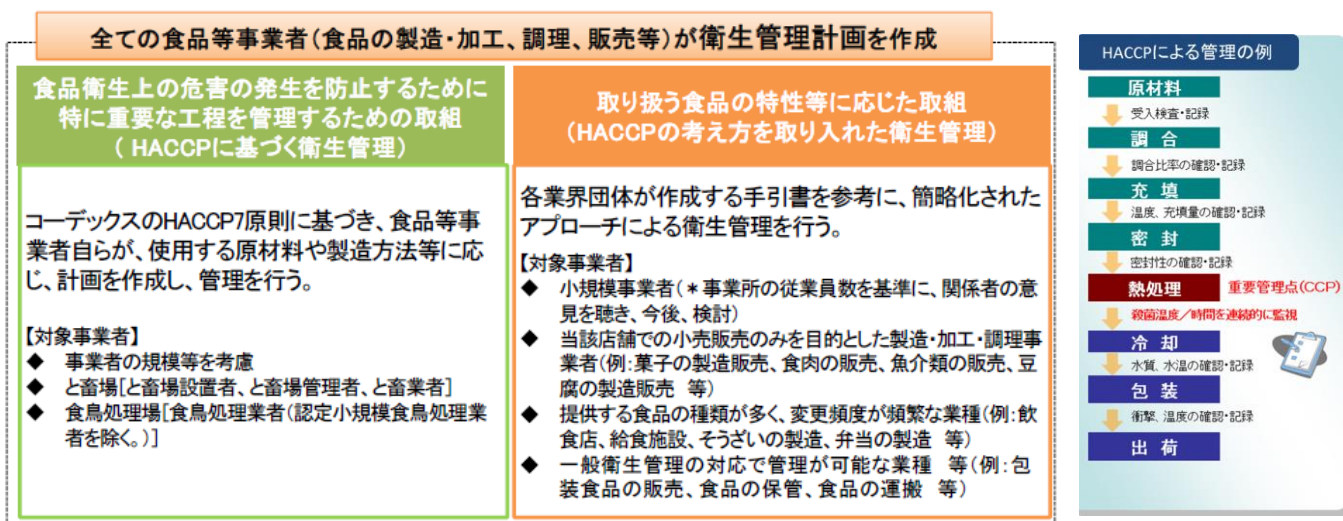 全ての食品等事業者(食品の製造・加工、調理、販売等)が衛生管理計画を作成
食品衛生上の危害の発生を防止するために
特に重要な工程を管理するための取組
( HACCPに基づく衛生管理)
コーデックスのHACCP7原則に基づき、食品等事
業者自らが、使用する原材料や製造方法等に応
じ、計画を作成し、管理を行う。
【対象事業者】
◆ 事業者の規模等を考慮
◆ と畜場[と畜場設置者、と畜場管理者、と畜業者]
◆ 食鳥処理場[食鳥処理業者(認定小規模食鳥処理業
者を除く。)]
取り扱う食品の特性等に応じた取組
(HACCPの考え方を取り入れた衛生管理)
各業界団体が作成する手引書を参考に、簡略化された
アプローチによる衛生管理を行う。
【対象事業者】
◆ 小規模事業者(*事業所の従業員数を基準に、関係者の意
見を聴き、今後、検討)
◆ 当該店舗での小売販売のみを目的とした製造・加工・調理事
業者(例:菓子の製造販売、食肉の販売、魚介類の販売、豆
腐の製造販売 等)
◆ 提供する食品の種類が多く、変更頻度が頻繁な業種(例:飲
食店、給食施設、そうざいの製造、弁当の製造 等)
◆ 一般衛生管理の対応で管理が可能な業種 等(例:包
装食品の販売、食品の保管、食品の運搬 等)
HACCPによる管理の例
原材料
受入検査・記録
調 合
調合比率の確認・記録
充 填
温度、充填量の確認・記録
密 封
密封性の確認・記録
熱処理 重要管理点(CCP)
殺菌温度/時間を連続的に監視
冷 却
水質、水温の確認・記録
包 装
衝撃、温度の確認・記録
出 荷